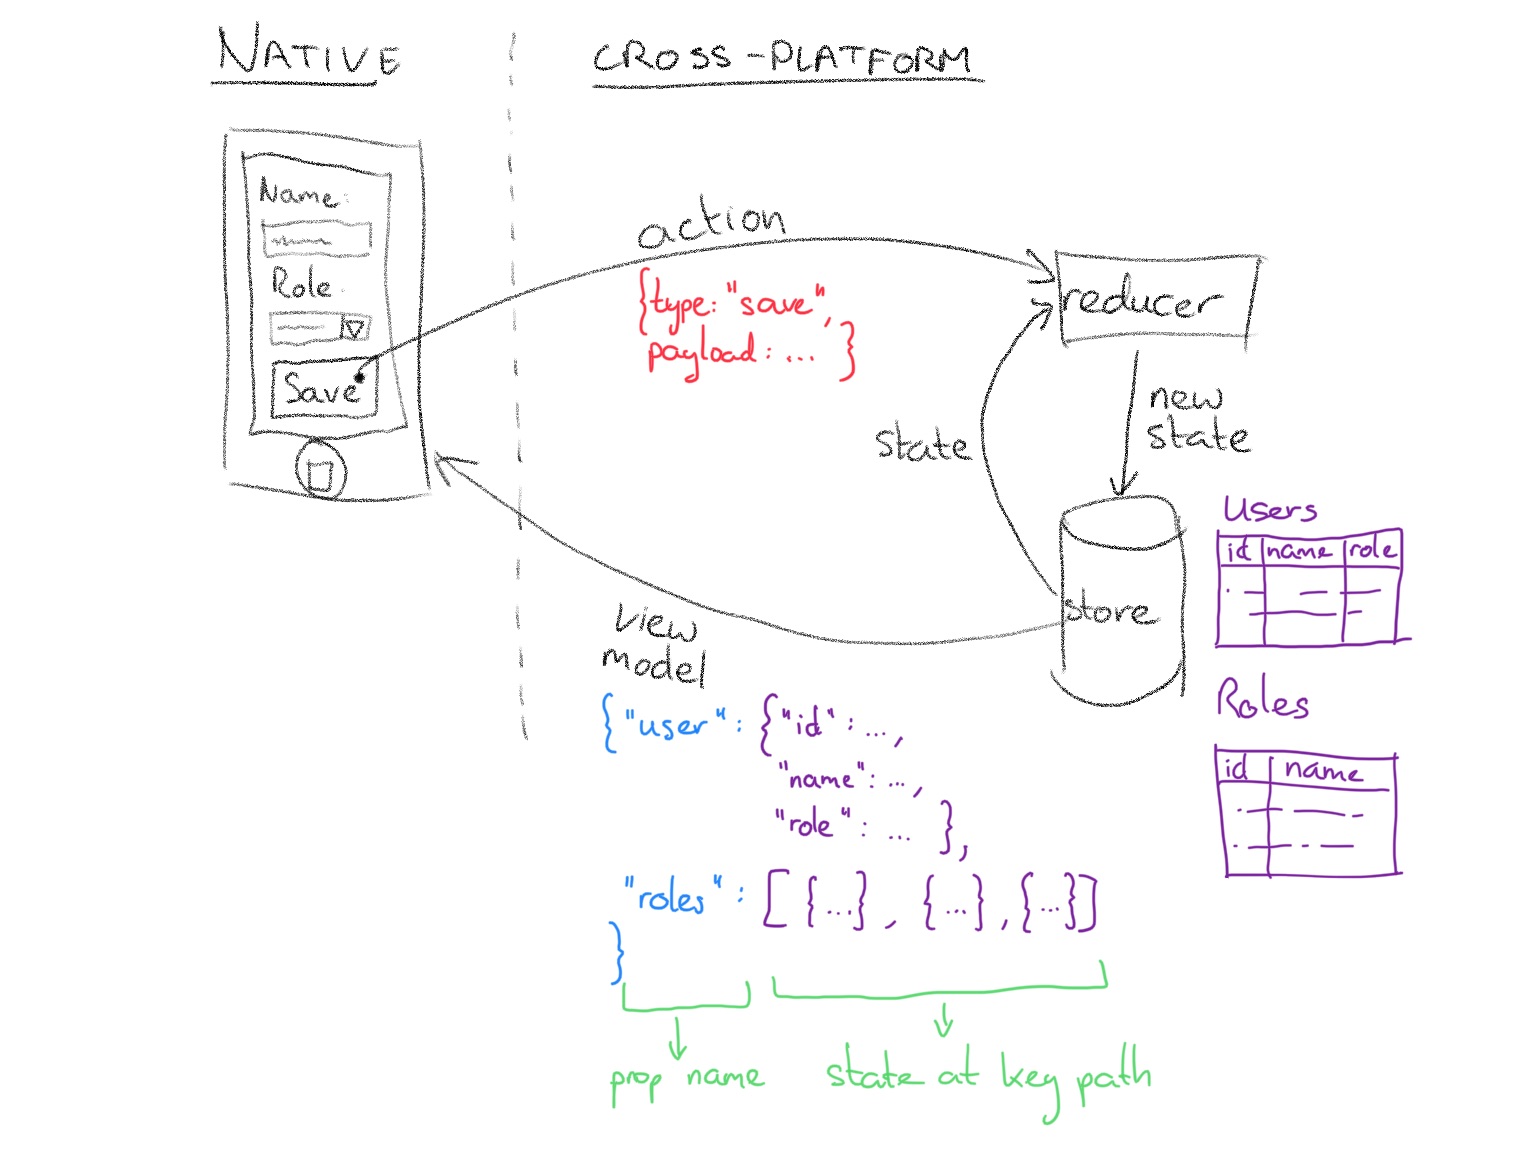 NATIVE
CROSS-PLATFORM
Name:
Role:
Save
action
{type: "save",
payload: ... }
reducer
state
new
state
store
Users
id name role
Roles
id name
view
model
{"user": {"id": ...,
"name": ...,
"role": ... },
"roles": [ {...}, {...}, {...}]
}
prop name
state at key path